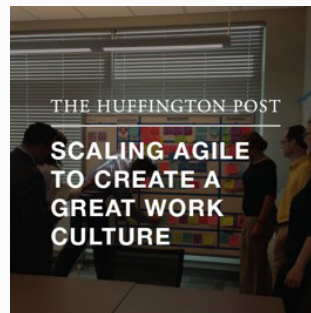 THE HUFFINGTON POST
SCALING AGILE
TO CREATE A
GREAT WORK
CULTURE